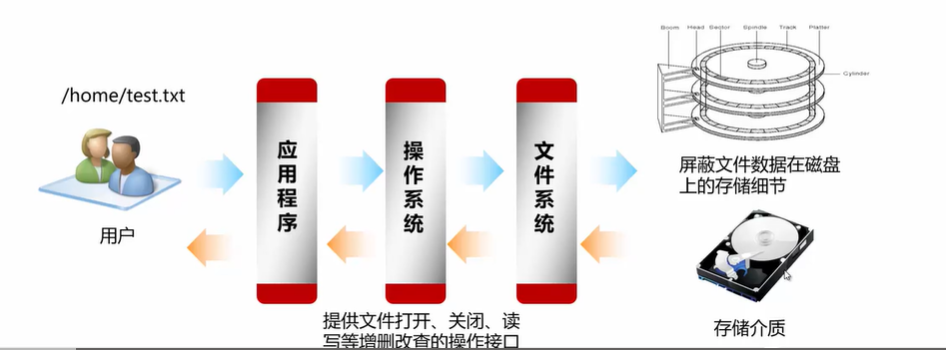 Boom Head Sector Spindle Track Platter
Cylinder
/home/test.txt
用户
应用程序
操作系统
文件系统
屏蔽文件数据在磁盘
上的存储细节
存储介质
提供文件打开、关闭、读
写等增删改查的操作接口